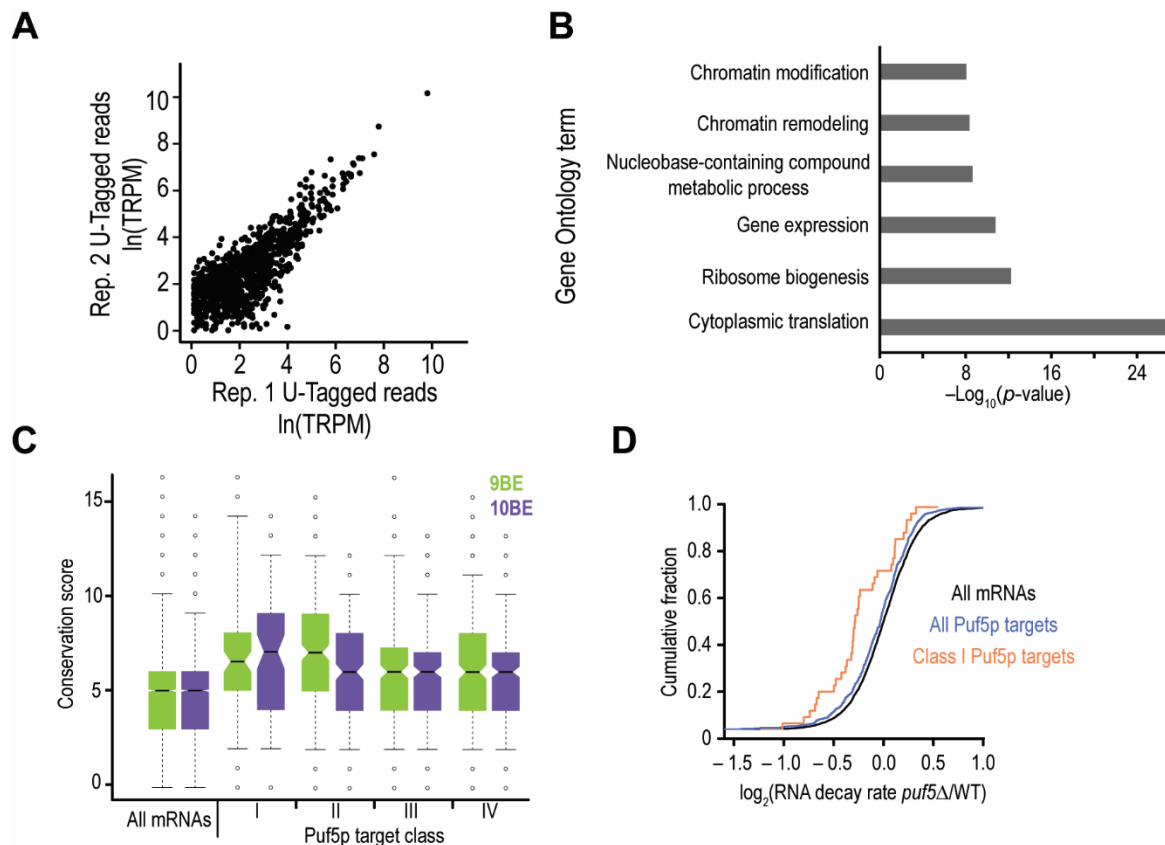 A
Rep. 2 U-Tagged reads
ln(TRPM)
10
8
6
4
2
0
0 2 4 6 8 10
Rep. 1 U-Tagged reads
ln(TRPM)
B
Gene Ontology term
Chromatin modification
Chromatin remodeling
Nucleobase-containing compound
metabolic process
Gene expression
Ribosome biogenesis
Cytoplasmic translation
0 8 16 24
–Log10(p-value)
C
Conservation score
15
10
5
0
9BE
10BE
All mRNAs I II III IV
Puf5p target class
D
Cumulative fraction
1.0
0.8
0.6
0.4
0.2
0
All mRNAs
All Puf5p targets
Class I Puf5p targets
– 1.5 – 1.0 – 0.5 0.0 0.5 1.0
log2(RNA decay rate puf5Δ/WT)